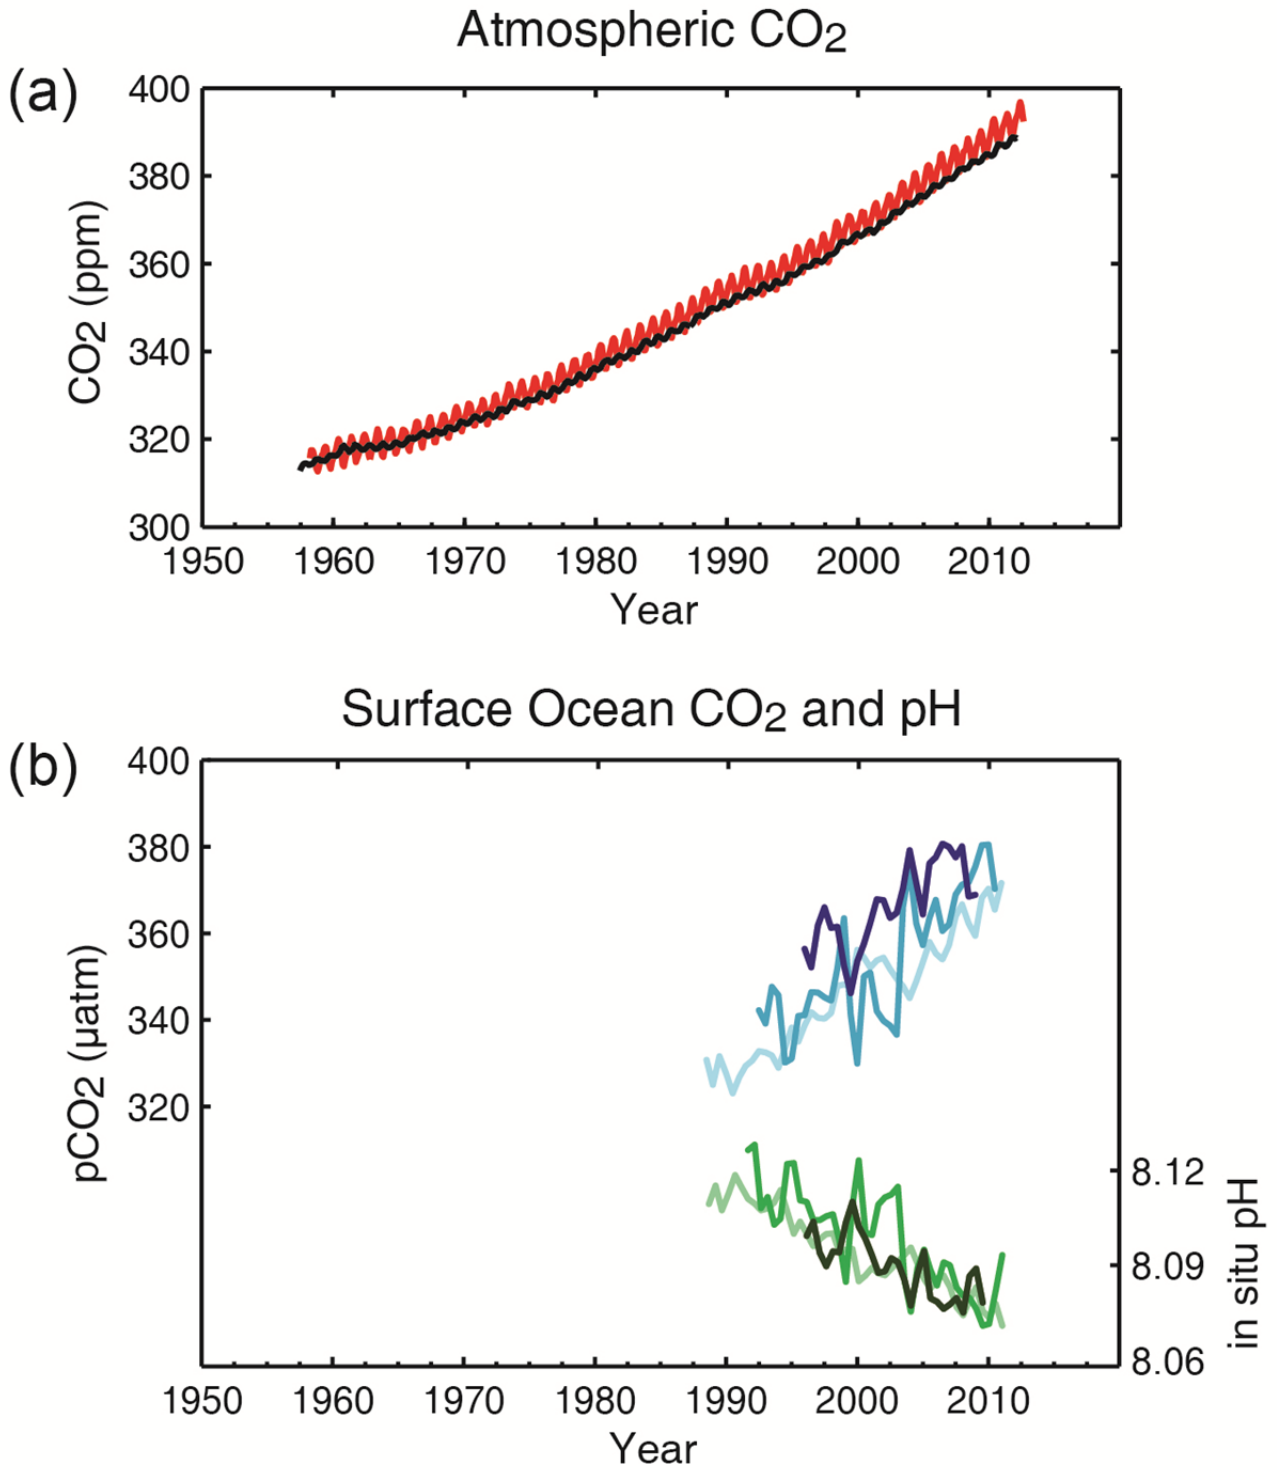 Atmospheric CO2
(a)
400
380
360
340
320
300
CO2 (ppm)
1950 1960 1970 1980 1990 2000 2010
Year
Surface Ocean CO2 and pH
(b)
400
380
360
340
320
pCO2 (µatm)
8.12
8.09
8.06
in situ pH
1950 1960 1970 1980 1990 2000 2010
Year